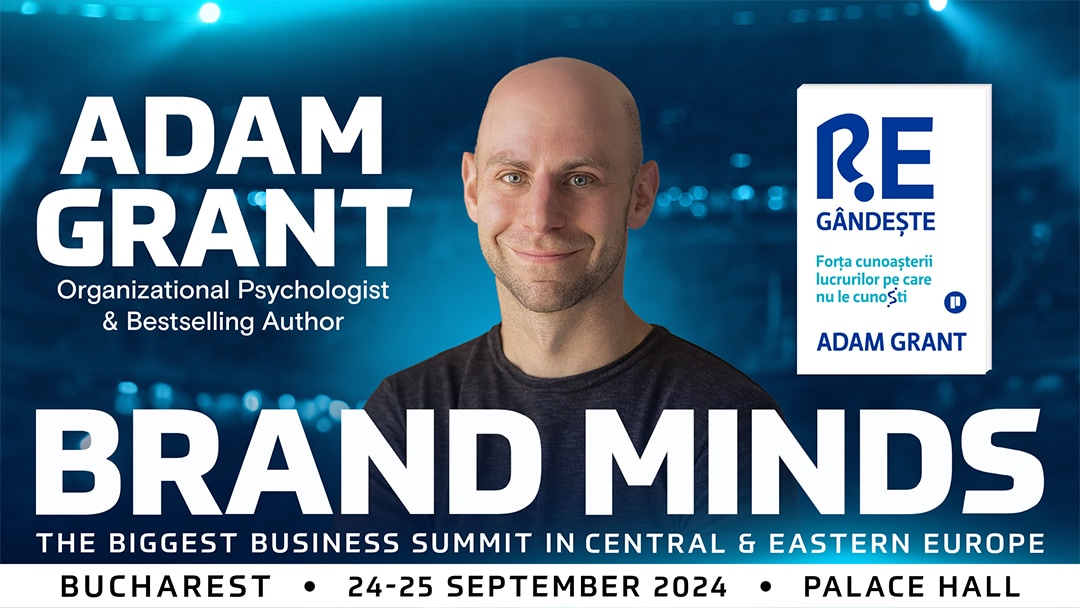 ADAM
GRANT
Organizational Psychologist
& Bestselling Author
RE
GÂNDEȘTE
Forța cunoașterii
lucrurilor pe care
nu le cunoști
ADAM GRANT
BRAND MINDS
THE BIGGEST BUSINESS SUMMIT IN CENTRAL & EASTERN EUROPE
BUCHAREST • 24-25 SEPTEMBER 2024 • PALACE HALL